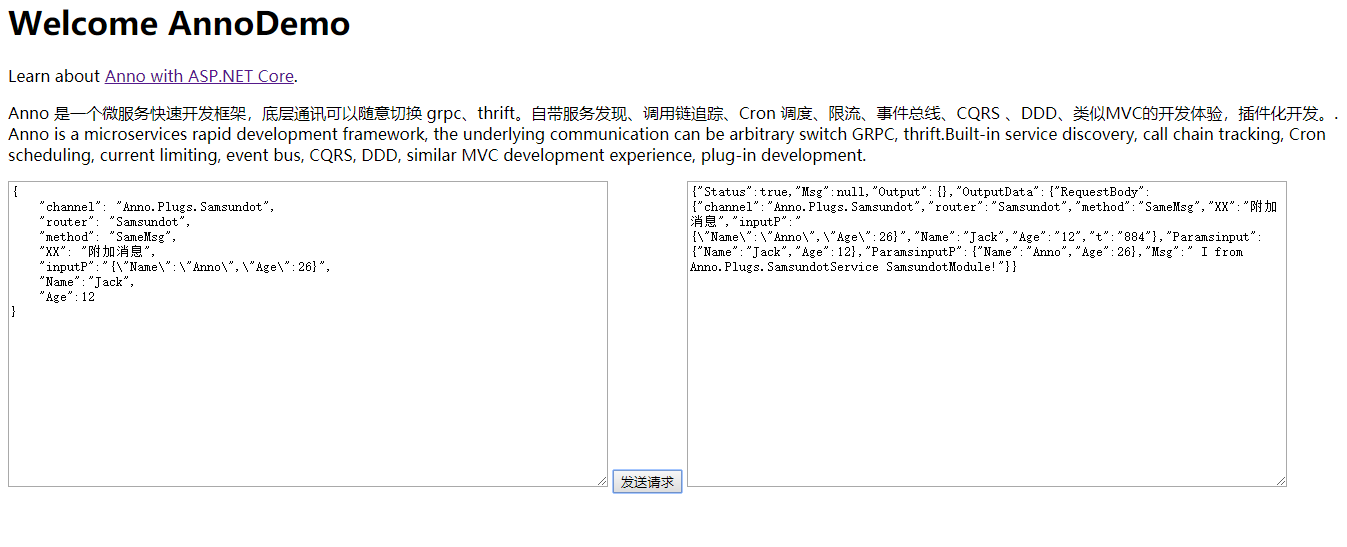 Welcome AnnoDemo
Learn about Anno with ASP.NET Core.
Anno 是一个微服务快速开发框架，底层通讯可以随意切换 grpc、thrift。自带服务发现、调用链追踪、Cron 调度、限流、事件总线、CQRS 、DDD、类似MVC的开发体验，插件化开发。.
Anno is a microservices rapid development framework, the underlying communication can be arbitrary switch GRPC, thrift.Built-in service discovery, call chain tracking, Cron
scheduling, current limiting, event bus, CQRS, DDD, similar MVC development experience, plug-in development.
{
    "channel": "Anno.Plugs.Samsundot",
    "router": "Samsundot",
    "method": "SameMsg",
    "XX": "附加消息",
    "inputP":"{\"Name\":\"Anno\",\"Age\":26}",
    "Name":"Jack",
    "Age":12
}
发送请求
{"Status":true,"Msg":null,"Output":{},"OutputData":{"RequestBody":
{"channel":"Anno.Plugs.Samsundot","router":"Samsundot","method":"SameMsg","XX":"附加
消息","inputP":"
{\"Name\":\"Anno\",\"Age\":26}","Name":"Jack","Age":"12","t":"884"},"Paramsinput":
{"Name":"Jack","Age":12},"ParamsinputP":{"Name":"Anno","Age":26},"Msg":" I from
Anno.Plugs.SamsundotService SamsundotModule!"}}